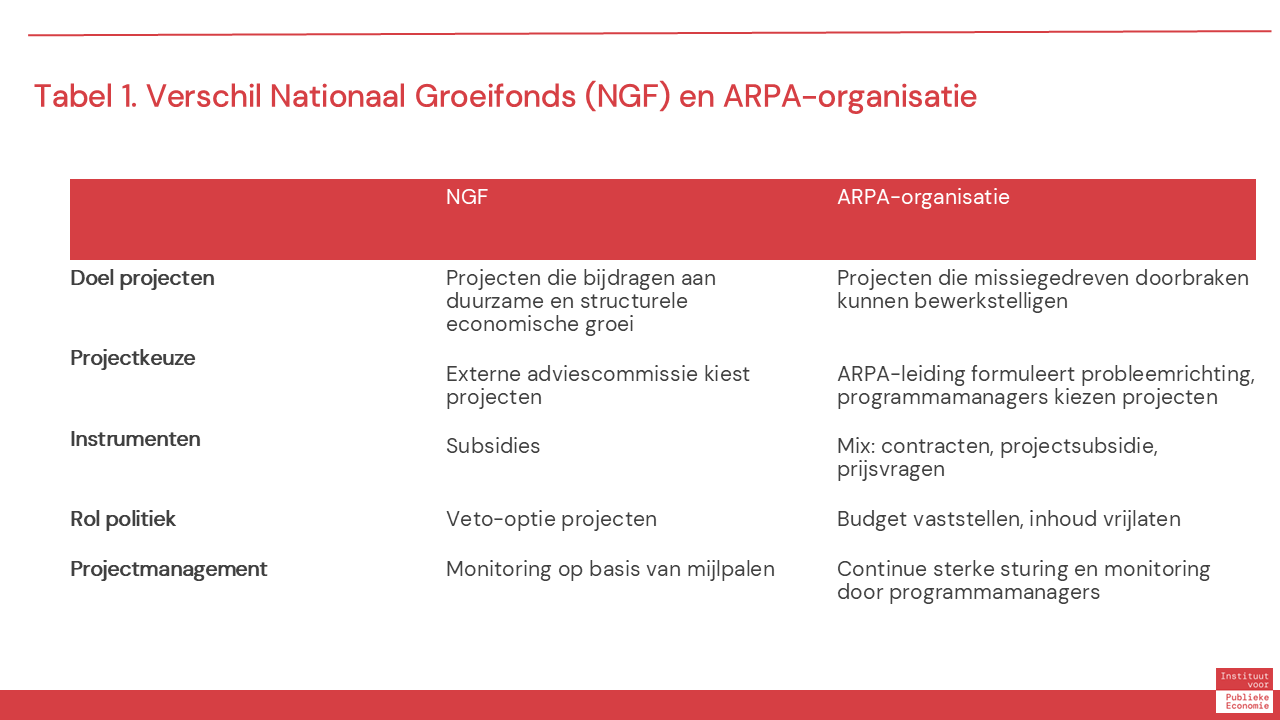 Tabel 1. Verschil Nationaal Groeifonds (NGF) en ARPA-organisatie
NGF
ARPA-organisatie
Doel projecten
Projecten die bijdragen aan
duurzame en structurele
economische groei
Projecten die missiegedreven doorbraken
kunnen bewerkstelligen
Projectkeuze
Externe adviescommissie kiest
projecten
ARPA-leiding formuleert probleemrichting,
programmamanagers kiezen projecten
Instrumenten
Subsidies
Mix: contracten, projectsubsidie,
prijsvragen
Rol politiek
Veto-optie projecten
Budget vaststellen, inhoud vrijlaten
Projectmanagement
Monitoring op basis van mijlpalen
Continue sterke sturing en monitoring
door programmamanagers
Instituut
voor
Publieke
Economie